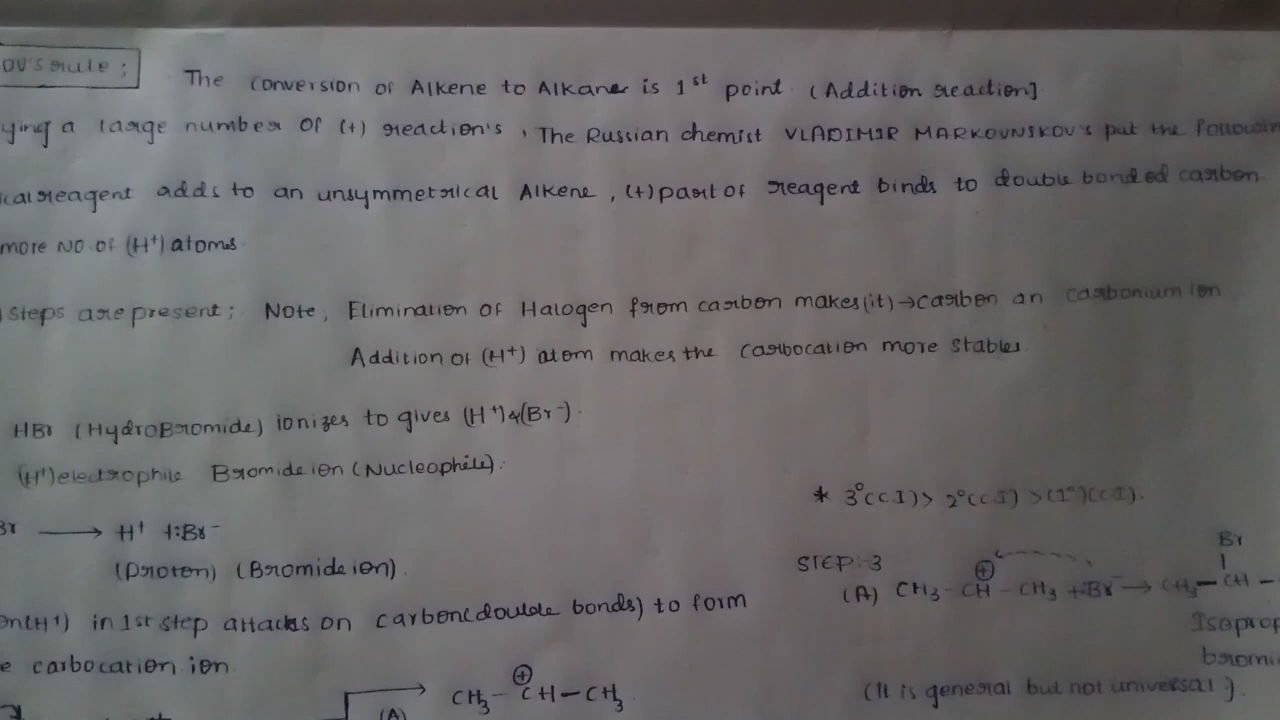 OV'S rule ; The conversion of Alkene to Alkane is 1st point. (Addition reaction]
ying a large number of (+) reaction's , The Russian chemist VLADIMIR MARKOVNSKOV's put the followin
ical reagent adds to an unsymmetrical Alkene , (+) part of reagent binds to double bonded carbon
more NO. of (H⁺) atoms.
steps are present ; Note ; Elimination of Halogen from carbon makes (it) → carbon an carbonium ion
Addition of (H⁺) atom makes the carbocation more stables.
HBr (HydroBromide) ionizes to gives (H⁺) & (Br⁻).
(H⁺) electrophile Bromide ion (Nucleophile).
* 3°(C.I) > 2°(C.I) > (1°)(C.I).
Br → H⁺ + :Br⁻
(Proton) (Bromide ion).
STEP:-3
Br
(A) CH₃ - CH - CH₃ + :Br⁻ → CH₃ — CH —
⊕
Isoprop
bromi
on(H⁺) in 1st step attacks on carbon(double bonds) to form
e carbocation ion.
(A) CH₃ - CH — CH₃
⊕
(It is general but not universal).